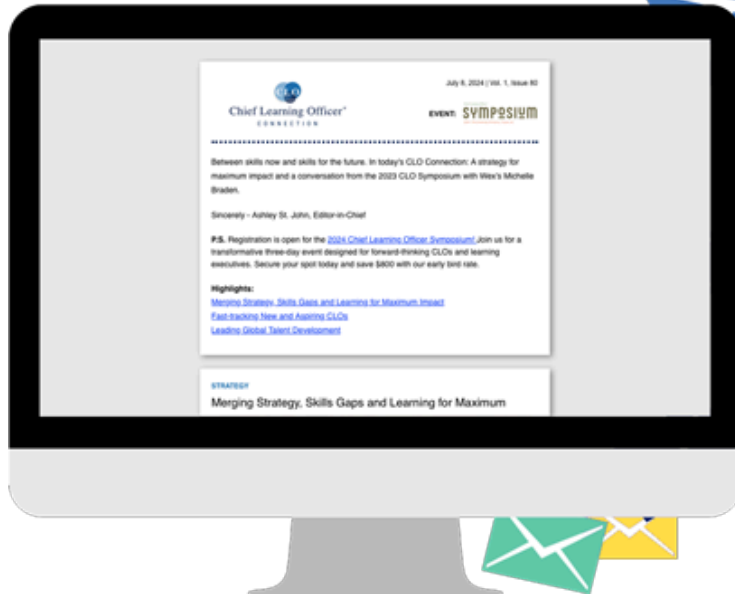 July 8, 2024 | Vol. 1, Issue 80
CLO
Chief Learning Officer®
CONNECTION
EVENT: SYMPOSIUM
Between skills now and skills for the future. In today's CLO Connection: A strategy for
maximum impact and a conversation from the 2023 CLO Symposium with Wex's Michelle
Braden.
Sincerely - Ashley St. John, Editor-in-Chief
P.S. Registration is open for the 2024 Chief Learning Officer Symposium! Join us for a
transformative three-day event designed for forward-thinking CLOs and learning
executives. Secure your spot today and save $800 with our early bird rate.
Highlights:
Merging Strategy, Skills Gaps and Learning for Maximum Impact
Fast-tracking New and Aspiring CLOs
Leading Global Talent Development
STRATEGY
Merging Strategy, Skills Gaps and Learning for Maximum